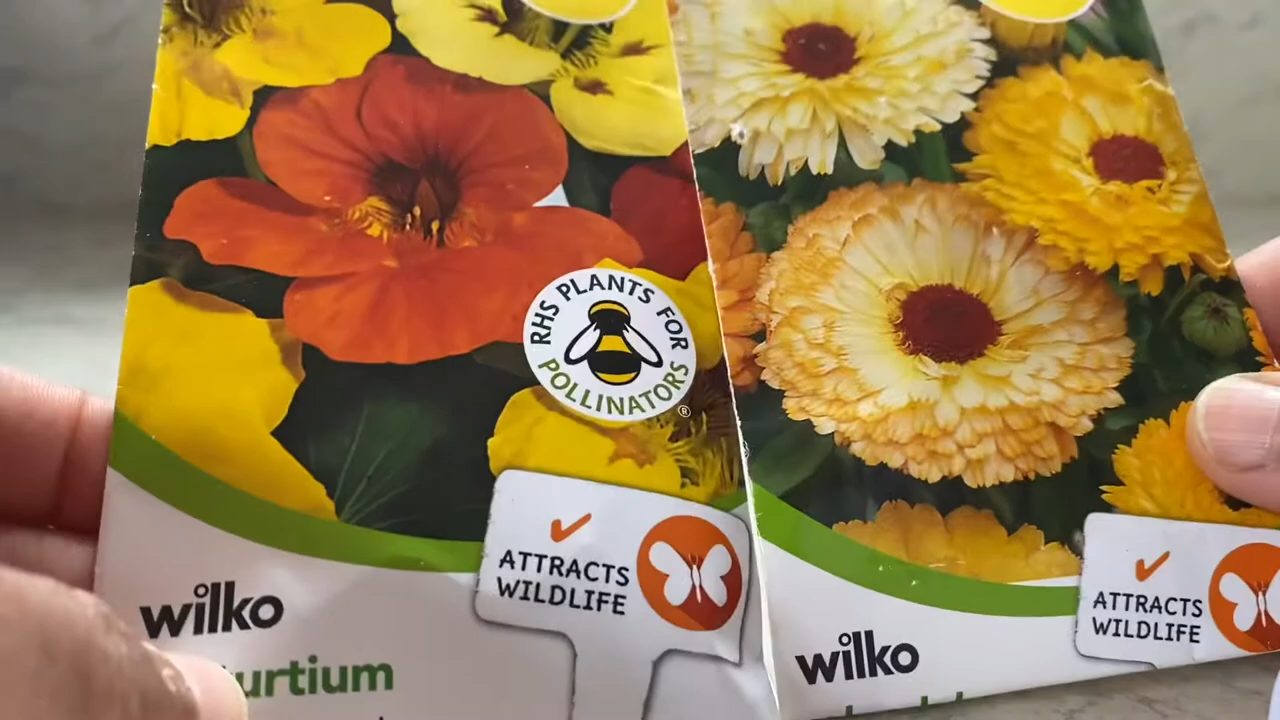 RHS PLANTS FOR
POLLINATORS
®
ATTRACTS
WILDLIFE
wilko
urtium
ATTRACTS
WILDLIFE
wilko